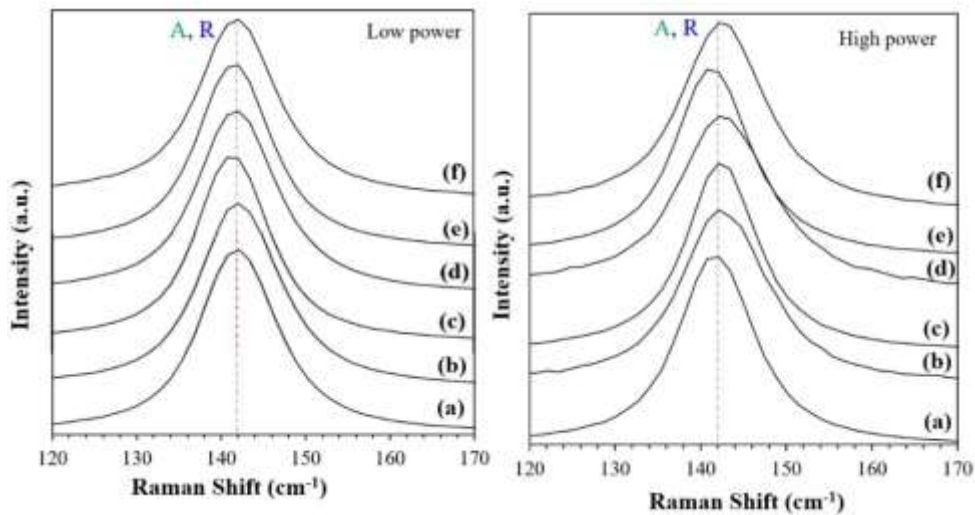 A, R
Low power
(f)
(e)
(d)
(c)
(b)
(a)
Intensity (a.u.)
120 130 140 150 160 170
Raman Shift (cm⁻¹)
A, R
High power
(f)
(e)
(d)
(c)
(b)
(a)
Intensity (a.u.)
120 130 140 150 160 170
Raman Shift (cm⁻¹)